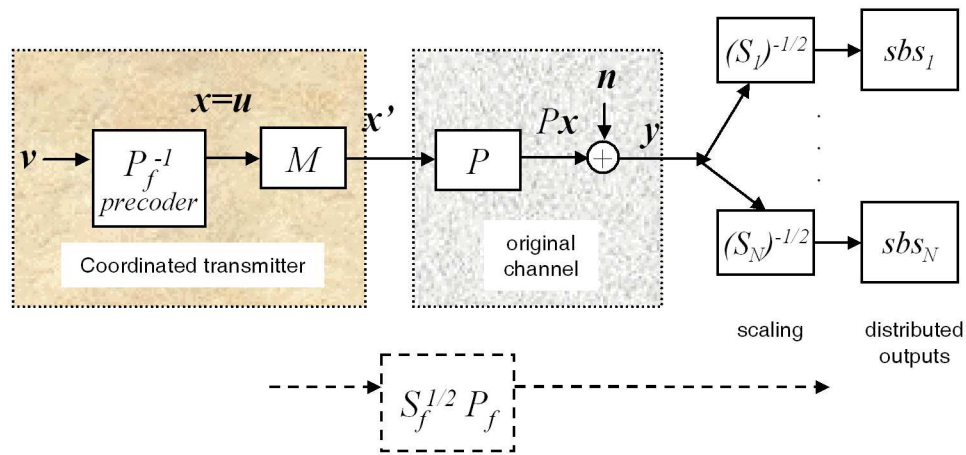 v
P_f^{-1}
precoder
x=u
M
x'
Coordinated transmitter
P
Px
n
+
y
original
channel
(S_1)^{-1/2}
sbs_1
(S_N)^{-1/2}
sbs_N
scaling
distributed
outputs
S_f^{1/2} P_f